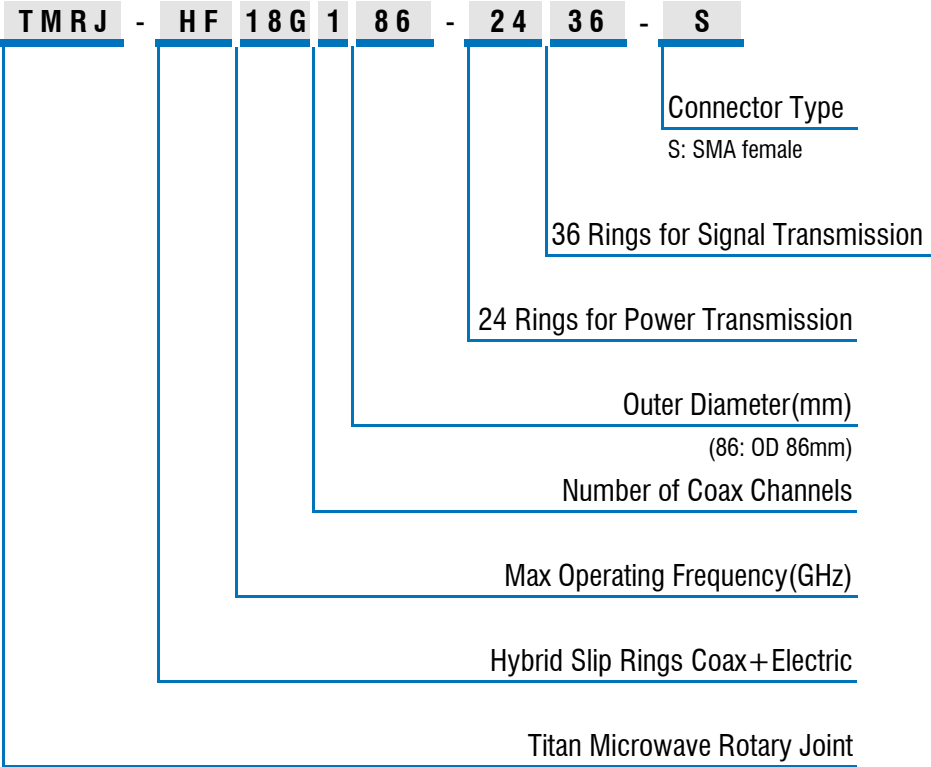 TMRJ - HF 18G 1 86 - 24 36 - S
Connector Type
S: SMA female
36 Rings for Signal Transmission
24 Rings for Power Transmission
Outer Diameter(mm)
(86: OD 86mm)
Number of Coax Channels
Max Operating Frequency(GHz)
Hybrid Slip Rings Coax+Electric
Titan Microwave Rotary Joint